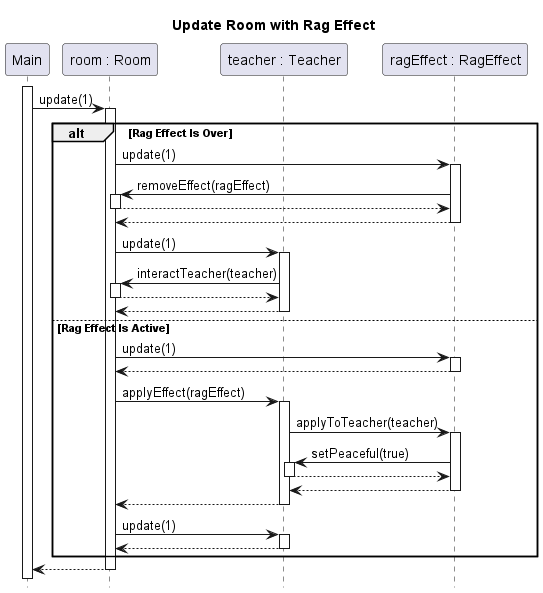 Update Room with Rag Effect
Main
room : Room
teacher : Teacher
ragEffect : RagEffect
update(1)
alt
[Rag Effect Is Over]
update(1)
removeEffect(ragEffect)
update(1)
interactTeacher(teacher)
[Rag Effect Is Active]
update(1)
applyEffect(ragEffect)
applyToTeacher(teacher)
setPeaceful(true)
update(1)